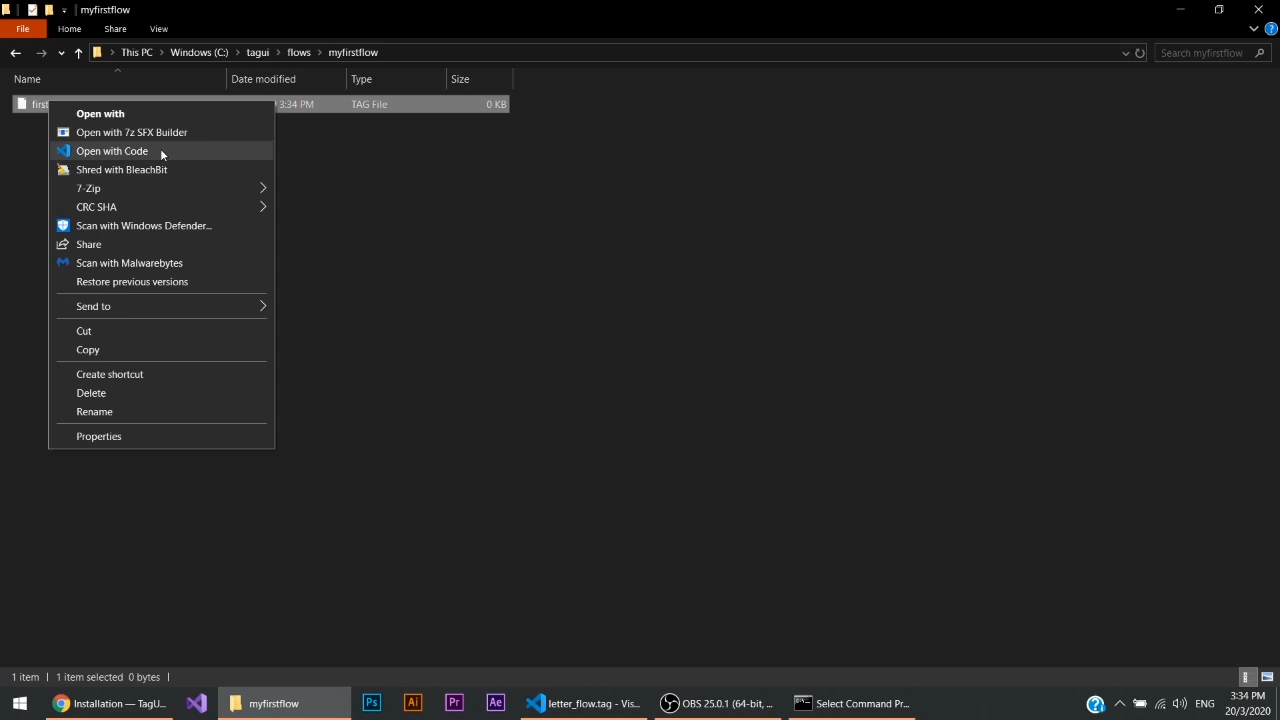 myfirstflow
File Home Share View
This PC Windows (C:) tagui flows myfirstflow Search myfirstflow
Name Date modified Type Size
first 3:34 PM TAG File 0 KB
Open with
Open with 7z SFX Builder
Open with Code
Shred with BleachBit
7-Zip
CRC SHA
Scan with Windows Defender...
Share
Scan with Malwarebytes
Restore previous versions
Send to
Cut
Copy
Create shortcut
Delete
Rename
Properties
1 item 1 item selected 0 bytes
Installation — TagU... myfirstflow Ps Ai Pr Ae letter_flow.tag - Vis... OBS 25.0.1 (64-bit, ... Select Command Pr... ENG 3:34 PM
20/3/2020